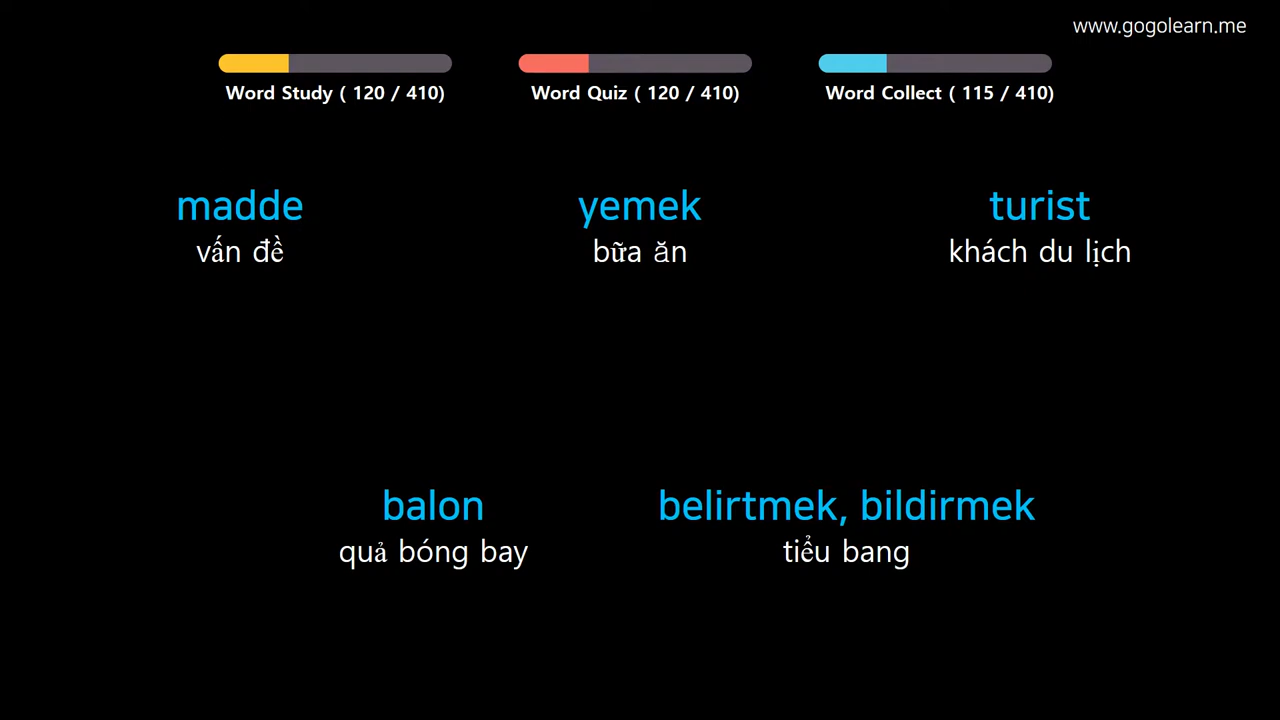 www.gogolearn.me
Word Study ( 120 / 410)
Word Quiz ( 120 / 410)
Word Collect ( 115 / 410)
madde
vấn đề
yemek
bữa ăn
turist
khách du lịch
balon
quả bóng bay
belirtmek, bildirmek
tiểu bang